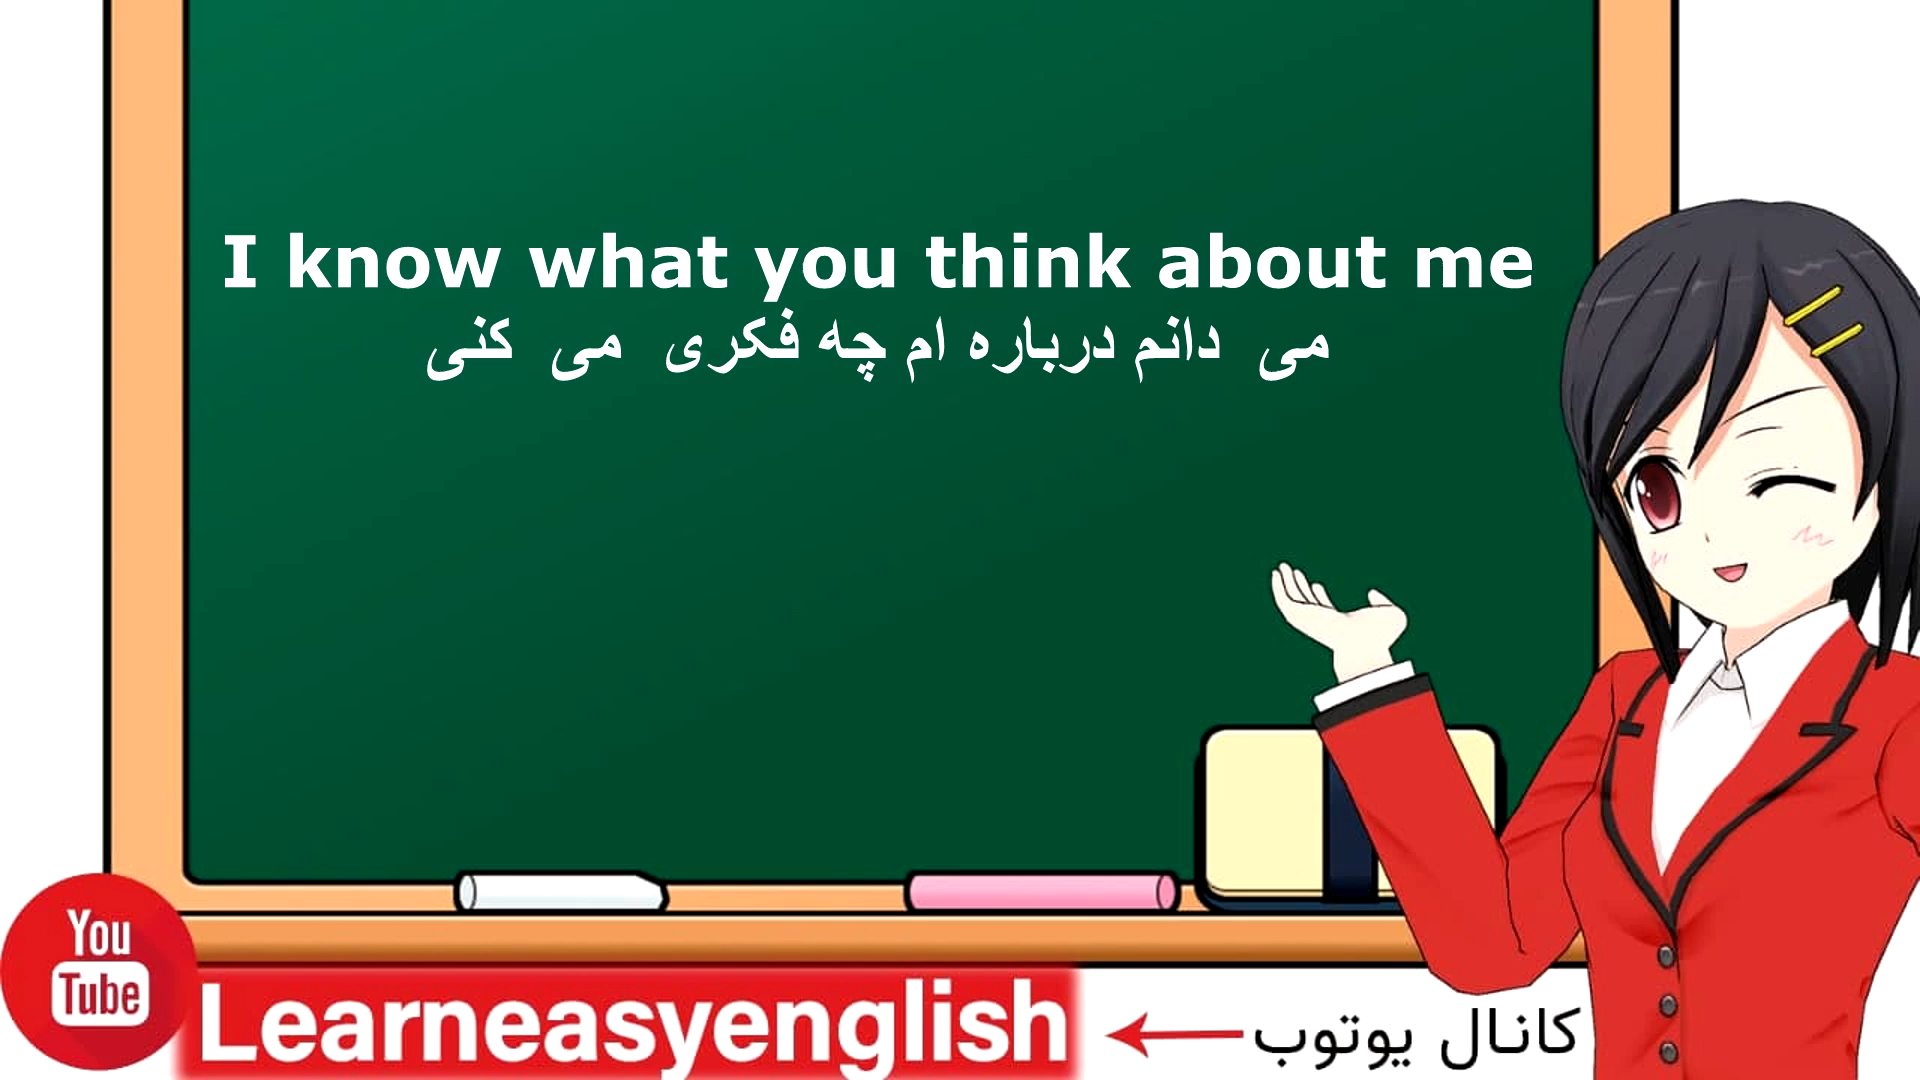 I know what you think about me
می دانم درباره ام چه فکری می کنی
You
Tube
Learneasyenglish
کانال یوتوب